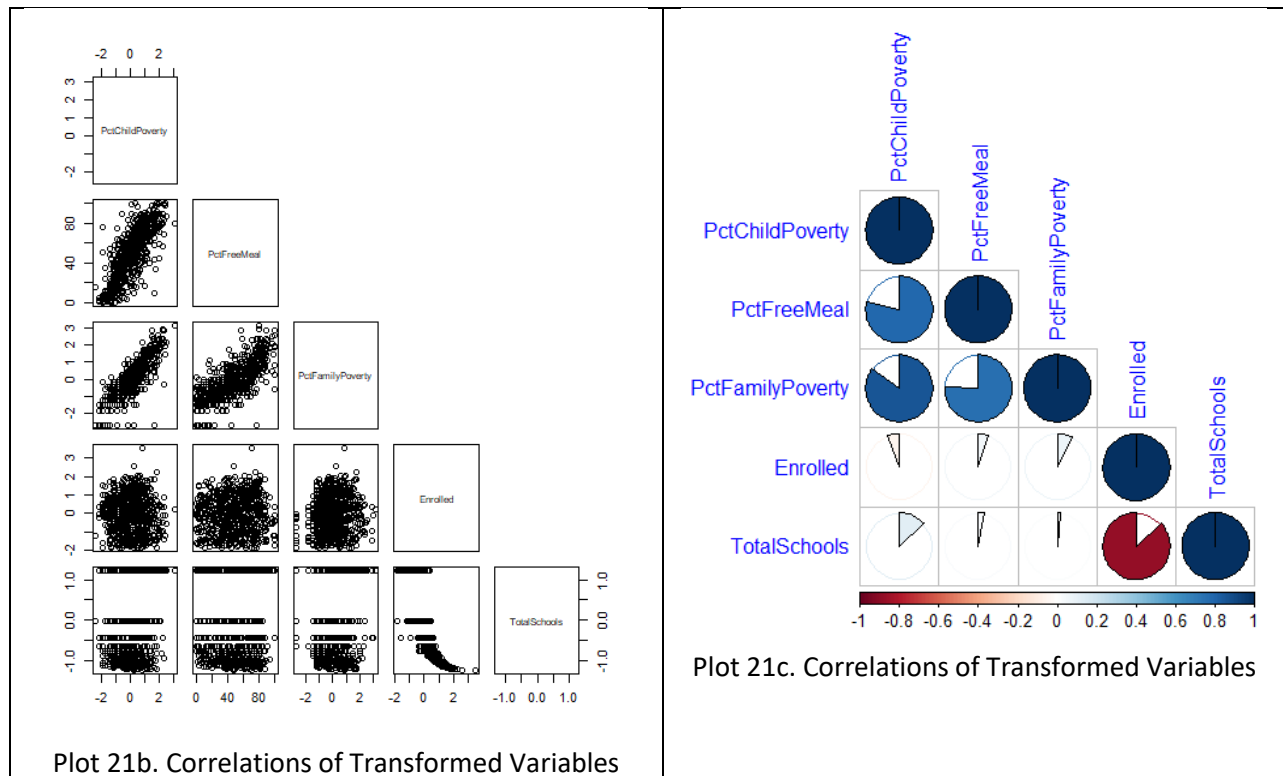 -2 0 2
3
2
1
0
-2
PctChildPoverty
80
40
0
PctFreeMeal
3
2
1
0
-2
PctFamilyPoverty
3
2
1
0
-2
Enrolled
1.0
0.0
-1.0
TotalSchools
1.0
0.0
-1.0
-2 0 2
0 40 80
-2 0 2
-2 0 2
-1.0 0.0 1.0
Plot 21b. Correlations of Transformed Variables
PctChildPoverty
PctFreeMeal
PctFamilyPoverty
Enrolled
TotalSchools
PctChildPoverty
PctFreeMeal
PctFamilyPoverty
Enrolled
TotalSchools
-1 -0.8 -0.6 -0.4 -0.2 0 0.2 0.4 0.6 0.8 1
Plot 21c. Correlations of Transformed Variables